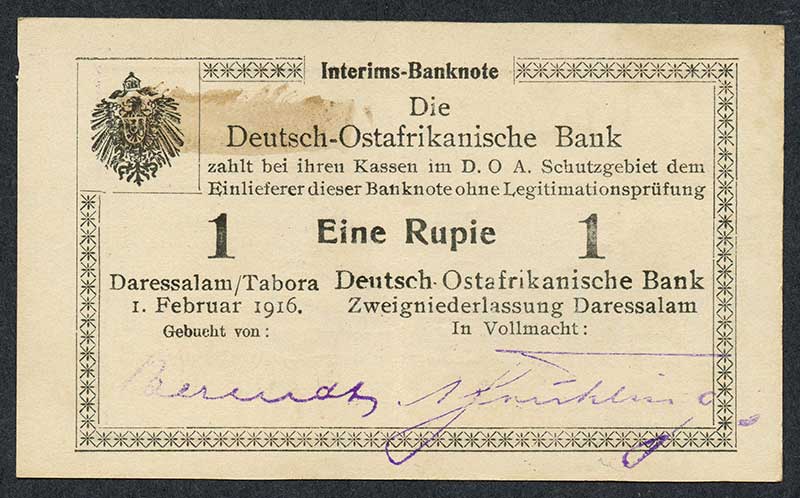 Interims-Banknote
Die
Deutsch-Ostafrikanische Bank
zahlt bei ihren Kassen im D. O A. Schutzgebiet dem
Einlieferer dieser Banknote ohne Legitimationsprüfung
1 Eine Rupie 1
Daressalam/Tabora
1. Februar 1916.
Gebucht von:
Deutsch-Ostafrikanische Bank
Zweigniederlassung Daressalam
In Vollmacht:
Berendt